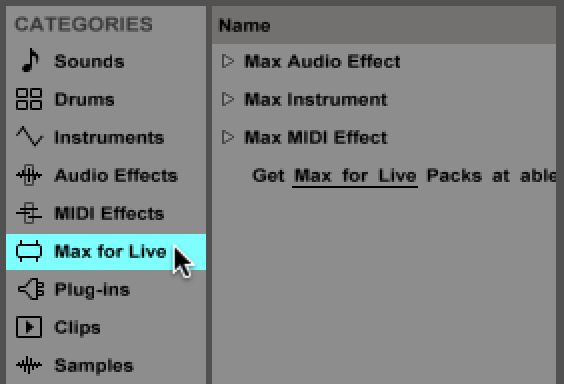 CATEGORIES
Sounds
Drums
Instruments
Audio Effects
MIDI Effects
Max for Live
Plug-ins
Clips
Samples
Name
Max Audio Effect
Max Instrument
Max MIDI Effect
Get Max for Live Packs at able